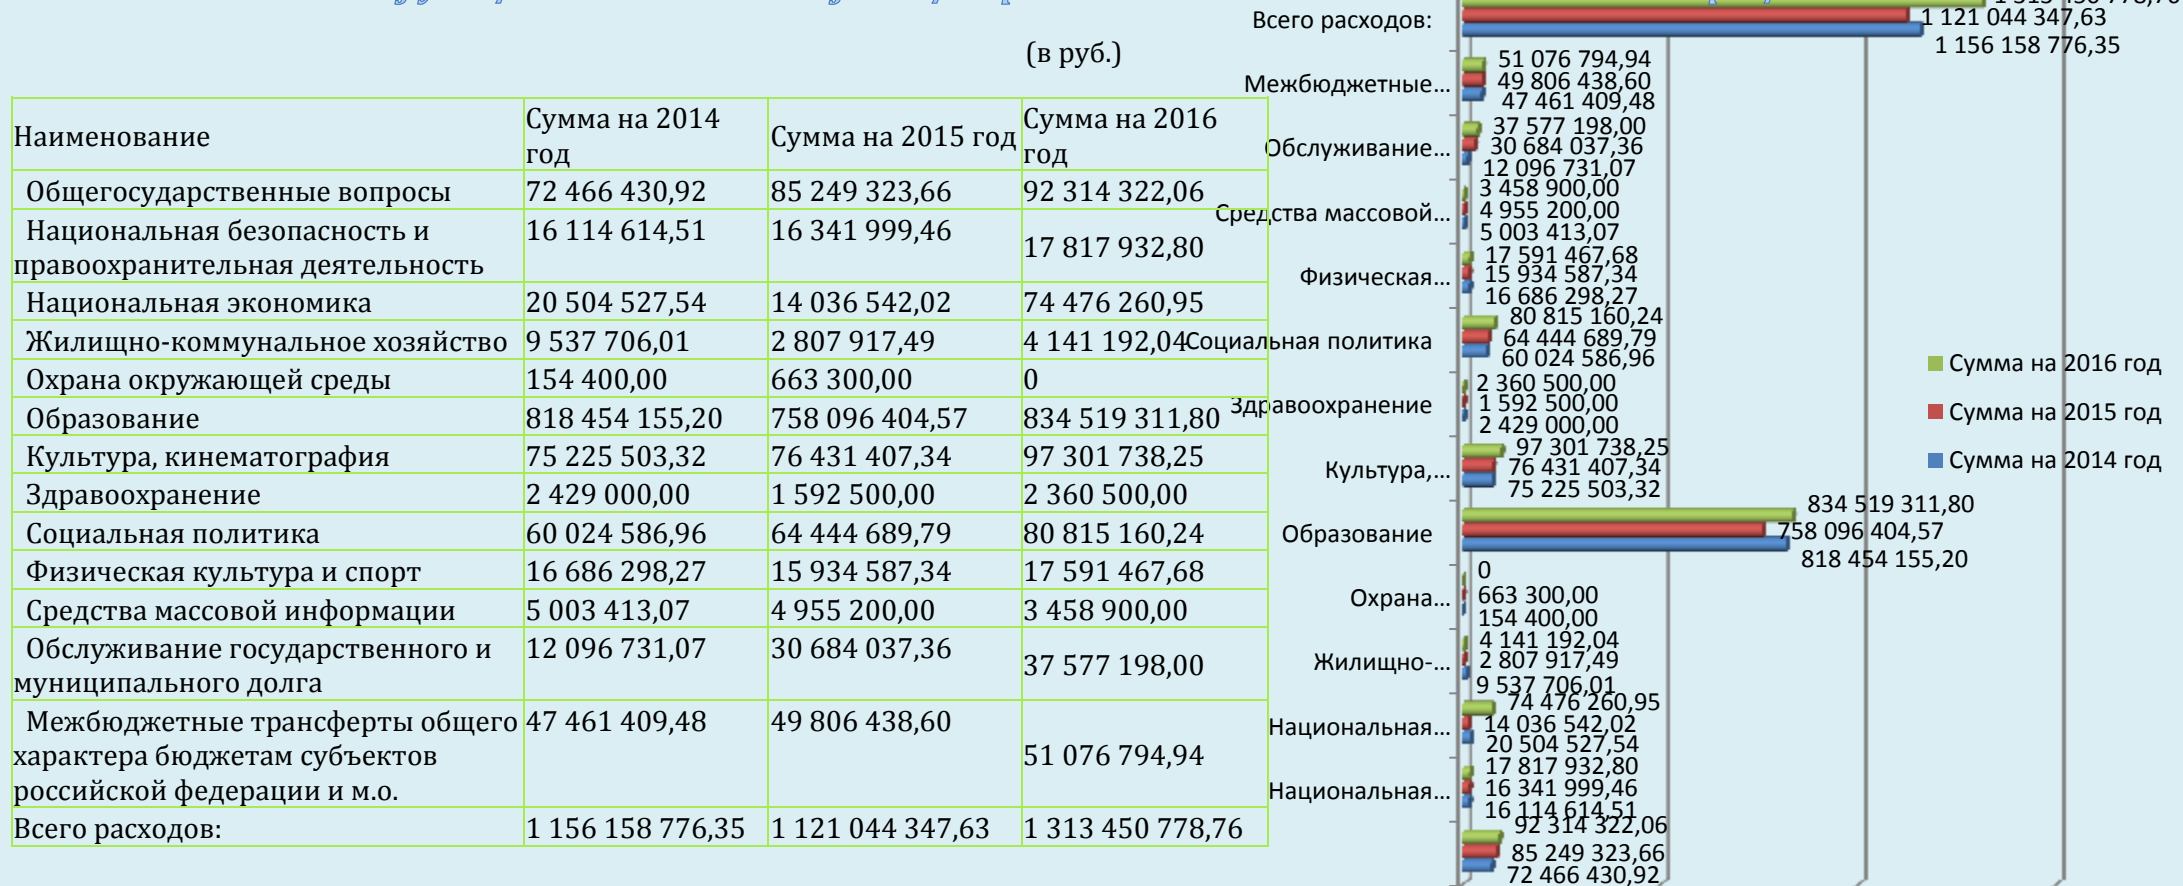 (в руб.)
Наименование
Сумма на 2014
год
Сумма на 2015 год
Сумма на 2016
год
Общегосударственные вопросы
72 466 430,92
85 249 323,66
92 314 322,06
Национальная безопасность и
правоохранительная деятельность
16 114 614,51
16 341 999,46
17 817 932,80
Национальная экономика
20 504 527,54
14 036 542,02
74 476 260,95
Жилищно-коммунальное хозяйство
9 537 706,01
2 807 917,49
4 141 192,04
Охрана окружающей среды
154 400,00
663 300,00
0
Образование
818 454 155,20
758 096 404,57
834 519 311,80
Культура, кинематография
75 225 503,32
76 431 407,34
97 301 738,25
Здравоохранение
2 429 000,00
1 592 500,00
2 360 500,00
Социальная политика
60 024 586,96
64 444 689,79
80 815 160,24
Физическая культура и спорт
16 686 298,27
15 934 587,34
17 591 467,68
Средства массовой информации
5 003 413,07
4 955 200,00
3 458 900,00
Обслуживание государственного и
муниципального долга
12 096 731,07
30 684 037,36
37 577 198,00
Межбюджетные трансферты общего
характера бюджетам субъектов
российской федерации и м.о.
47 461 409,48
49 806 438,60
51 076 794,94
Всего расходов:
1 156 158 776,35
1 121 044 347,63
1 313 450 778,76
Всего расходов:
1 121 044 347,63
1 156 158 776,35
Межбюджетные...
51 076 794,94
49 806 438,60
47 461 409,48
Обслуживание...
37 577 198,00
30 684 037,36
12 096 731,07
Средства массовой...
3 458 900,00
4 955 200,00
5 003 413,07
Физическая...
17 591 467,68
15 934 587,34
16 686 298,27
Социальная политика
80 815 160,24
64 444 689,79
60 024 586,96
Здравоохранение
2 360 500,00
1 592 500,00
2 429 000,00
Культура,...
97 301 738,25
76 431 407,34
75 225 503,32
Образование
834 519 311,80
758 096 404,57
818 454 155,20
Охрана...
0
663 300,00
154 400,00
Жилищно-...
4 141 192,04
2 807 917,49
9 537 706,01
Национальная...
74 476 260,95
14 036 542,02
20 504 527,54
Национальная...
17 817 932,80
16 341 999,46
16 114 614,51
92 314 322,06
85 249 323,66
72 466 430,92
Сумма на 2016 год
Сумма на 2015 год
Сумма на 2014 год